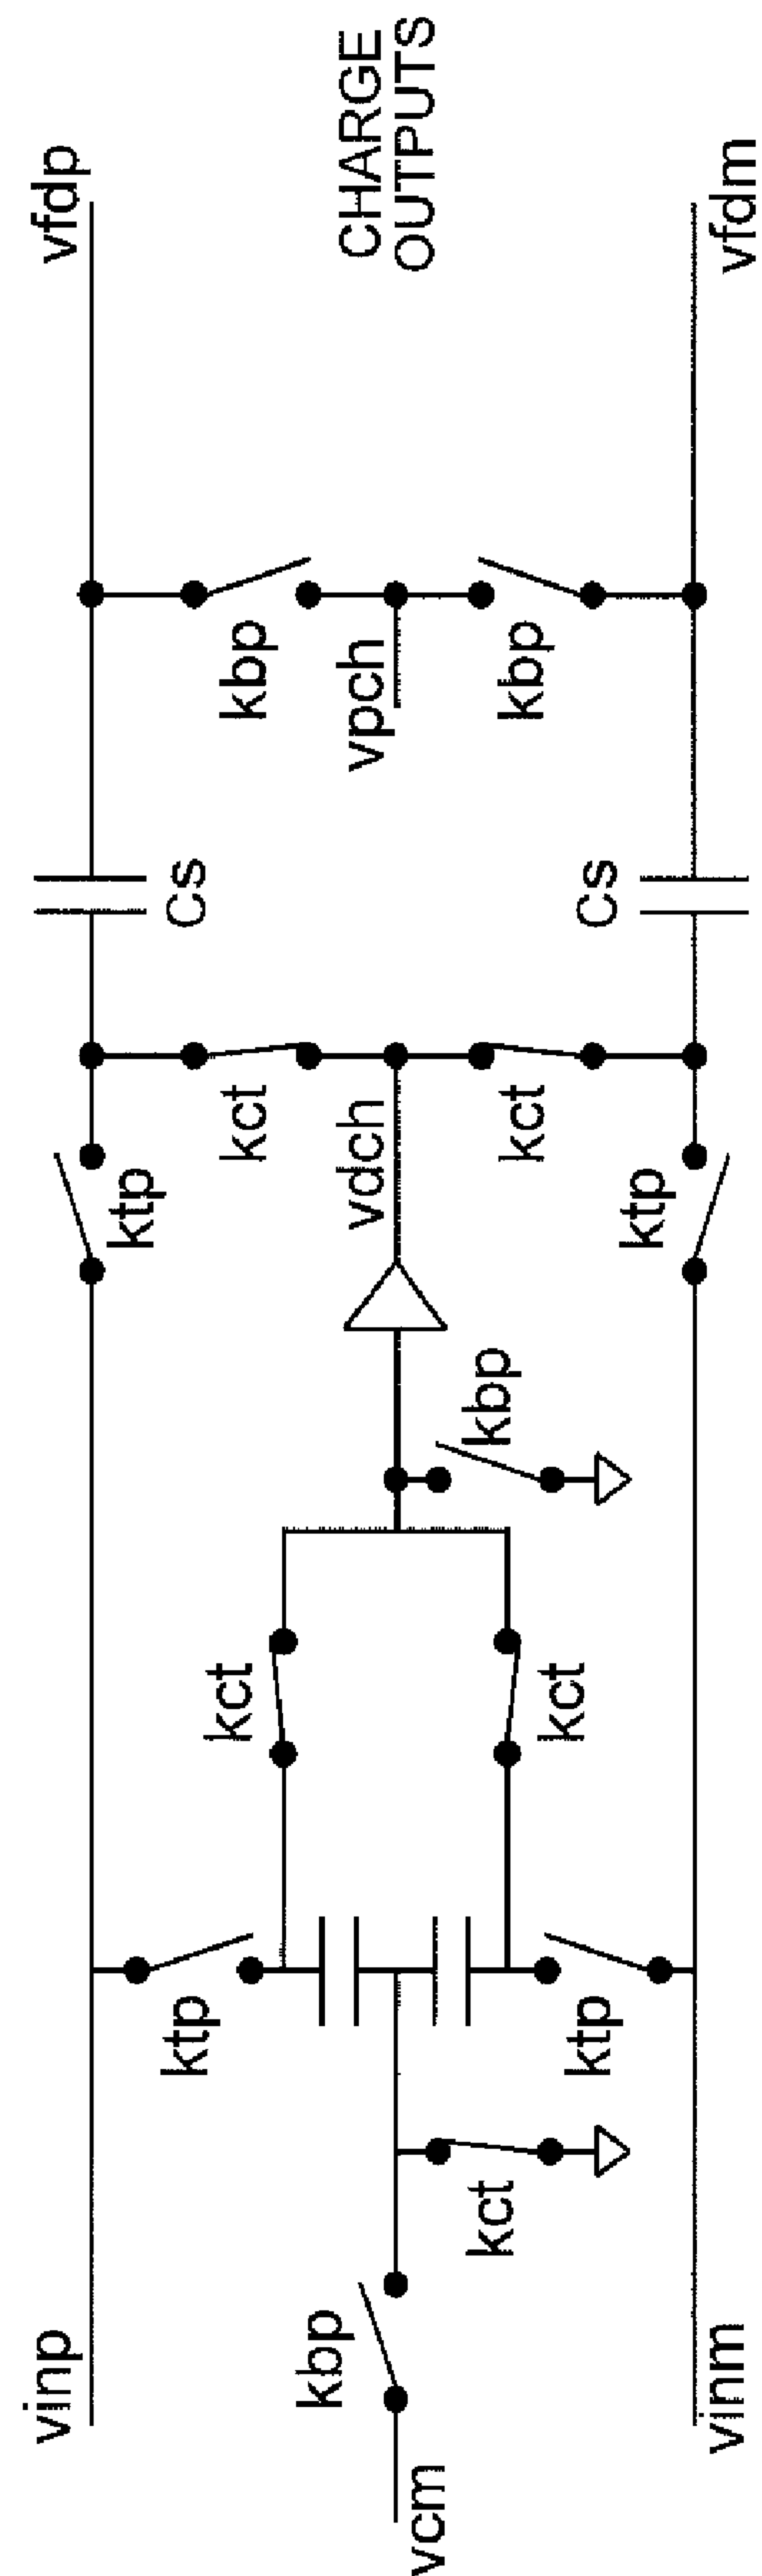 vinp
vfdp
ktp
ktp
Cs
kct
kct
kbp
kbp
vdch
vpch
CHARGE
OUTPUTS
vcm
kct
kbp
kct
kbp
kct
ktp
Cs
ktp
vinm
vfdm